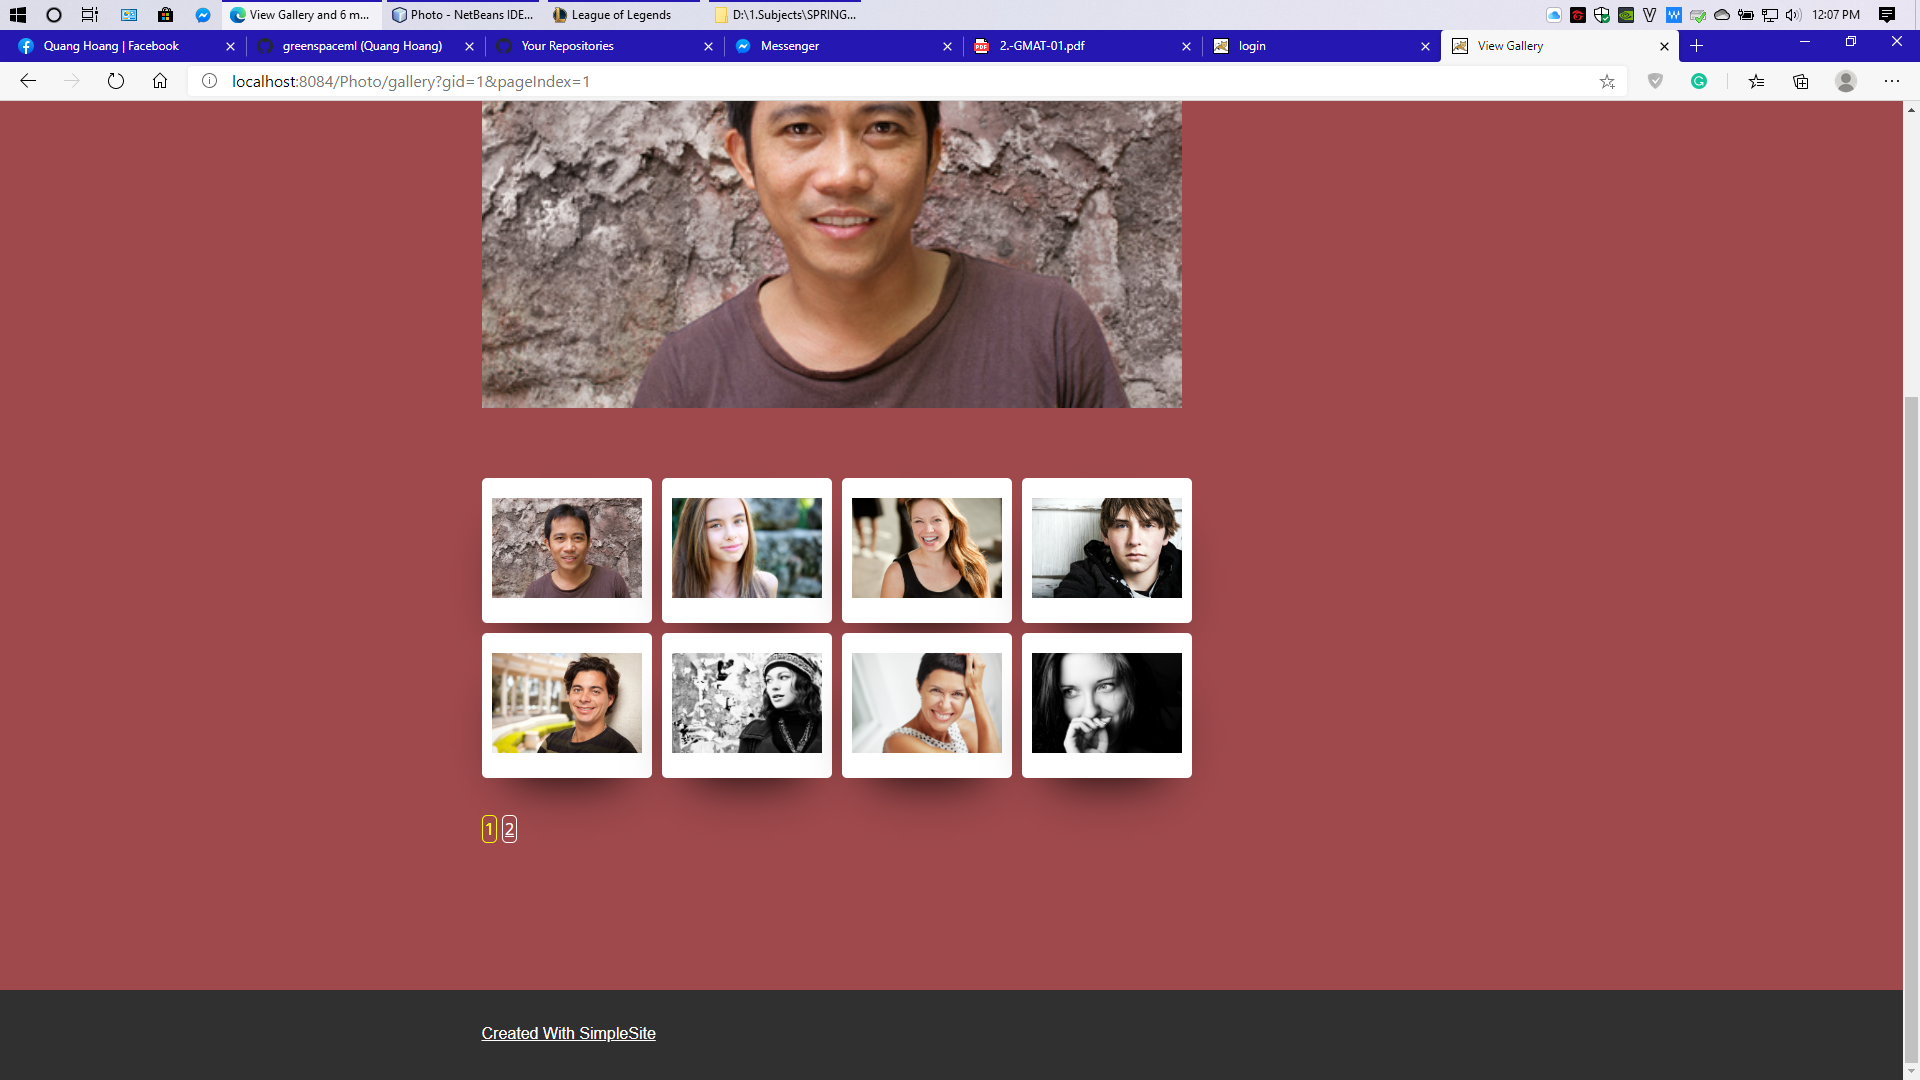 View Gallery and 6 m...
Photo - NetBeans IDE...
League of Legends
D:\1.Subjects\SPRING...
12:07 PM
Quang Hoang | Facebook
greenspaceml (Quang Hoang)
Your Repositories
Messenger
2.-GMAT-01.pdf
login
View Gallery
localhost:8084/Photo/gallery?gid=1&pageIndex=1
1 2
Created With SimpleSite